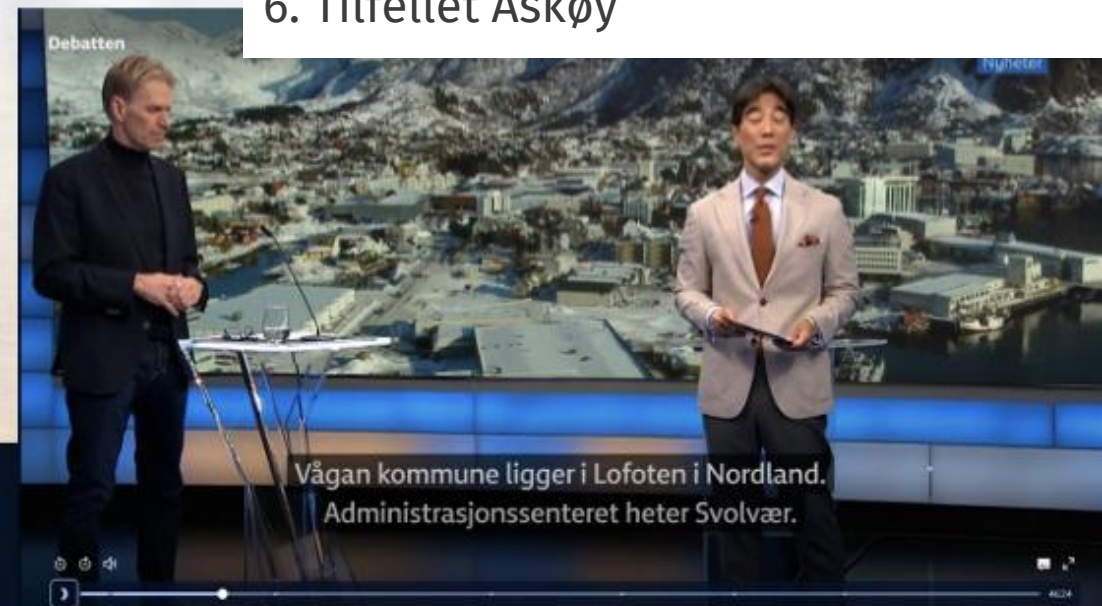 6. Tilfellet Askøy
Debatten
Nyheter
Vågan kommune ligger i Lofoten i Nordland.
Administrasjonssenteret heter Svolvær.
46:24